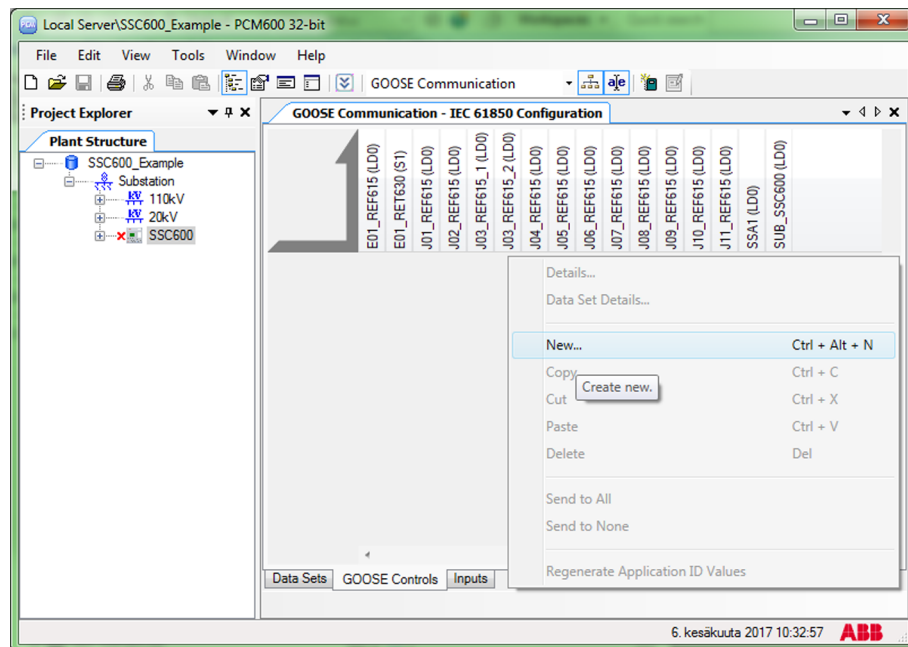 Local Server\SSC600_Example - PCM600 32-bit
File Edit View Tools Window Help
GOOSE Communication
Project Explorer
GOOSE Communication - IEC 61850 Configuration
Plant Structure
SSC600_Example
Substation
110kV
20kV
SSC600
E01_REF615 (LD0)
E01_RET630 (S1)
J01_REF615 (LD0)
J02_REF615 (LD0)
J03_REF615_1 (LD0)
J03_REF615_2 (LD0)
J04_REF615 (LD0)
J05_REF615 (LD0)
J06_REF615 (LD0)
J07_REF615 (LD0)
J08_REF615 (LD0)
J09_REF615 (LD0)
J10_REF615 (LD0)
J11_REF615 (LD0)
SSA1 (LD0)
SUB_SSC600 (LD0)
Details...
Data Set Details...
New... Ctrl + Alt + N
Copy Ctrl + C
Create new.
Cut Ctrl + X
Paste Ctrl + V
Delete Del
Send to All
Send to None
Regenerate Application ID Values
Data Sets GOOSE Controls Inputs
6. kesäkuuta 2017 10:32:57 ABB